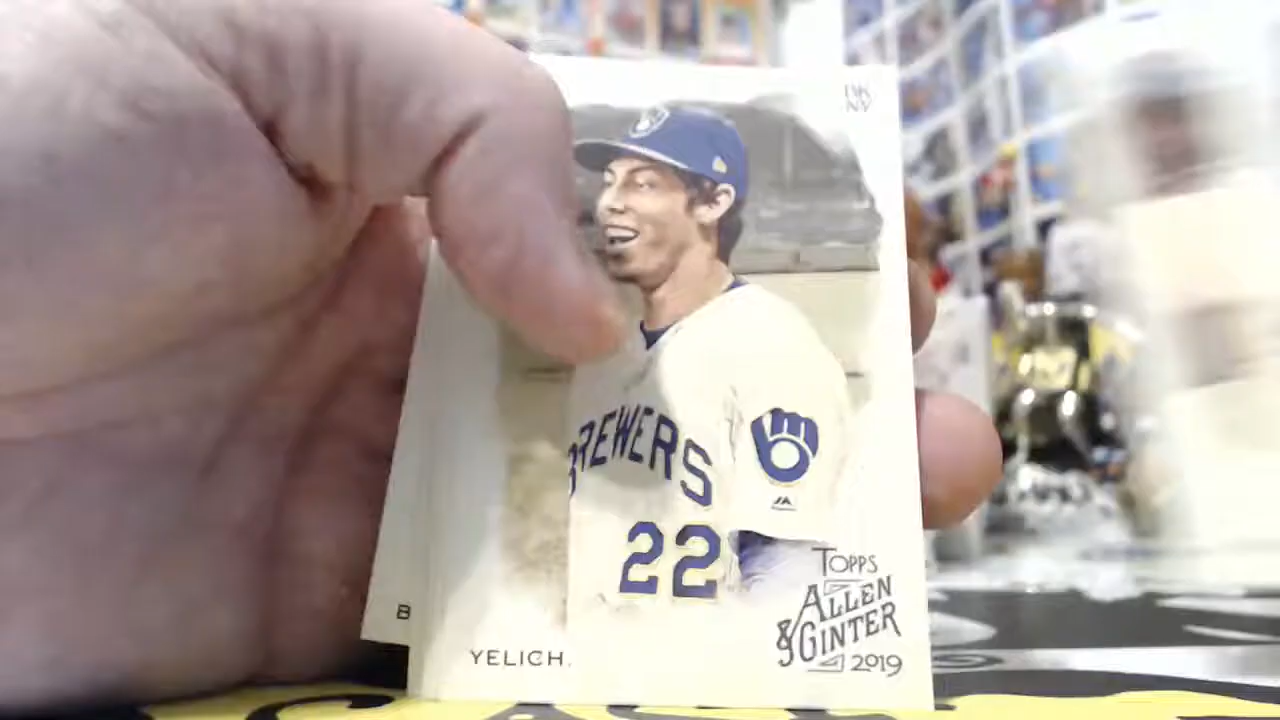 BREWERS
22
TOPPS
ALLEN
& GINTER
2019
YELICH.
B